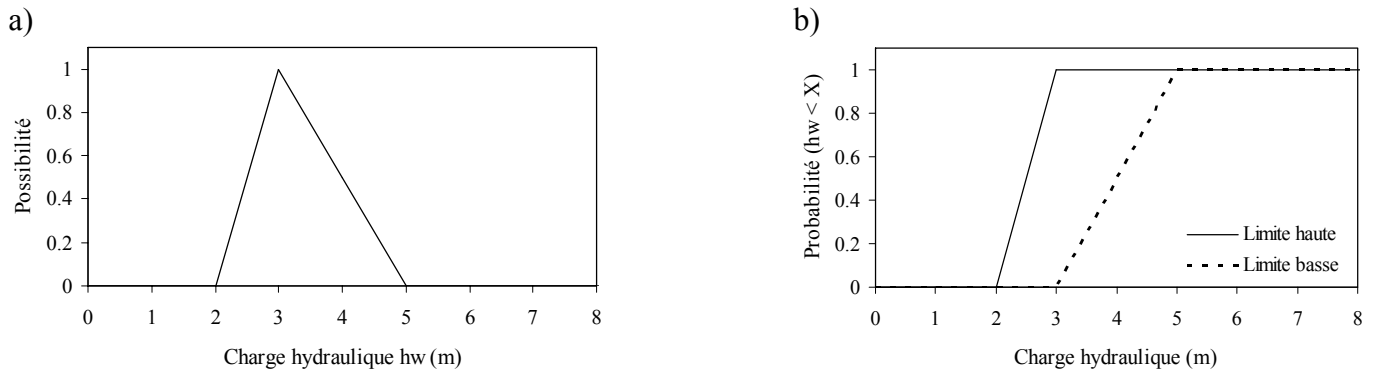 a)
Possibilité
1
0.8
0.6
0.4
0.2
0
0 1 2 3 4 5 6 7 8
Charge hydraulique hw (m)
b)
Probabilité (hw < X)
1
0.8
0.6
0.4
0.2
0
Limite haute
Limite basse
0 1 2 3 4 5 6 7 8
Charge hydraulique (m)